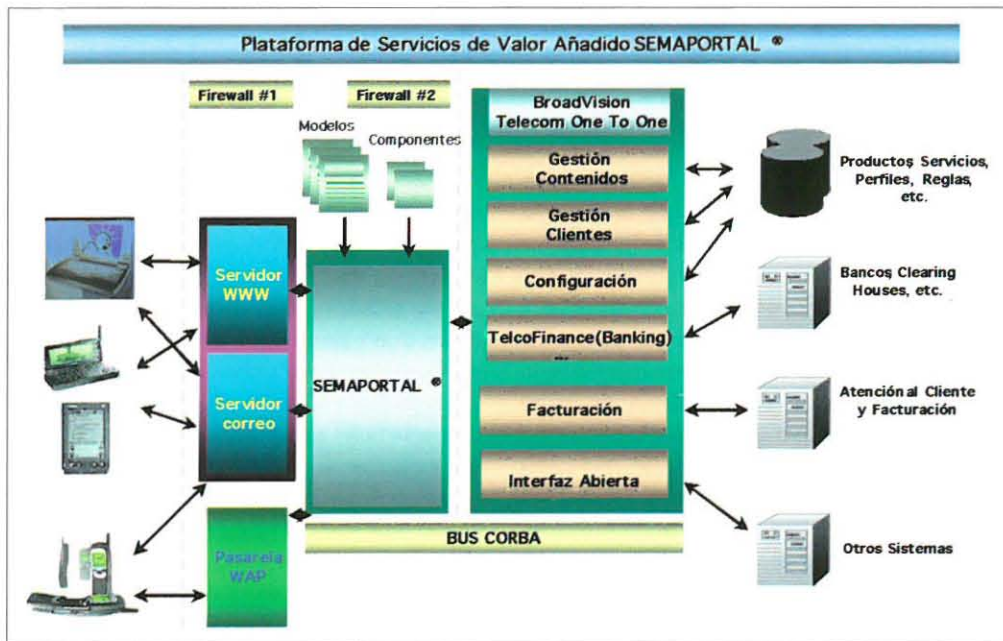 Plataforma de Servicios de Valor Añadido SEMAPORTAL ®
Firewall #1
Firewall #2
Modelos
Componentes
BroadVision
Telecom One To One
Gestión
Contenidos
Gestión
Clientes
Configuración
TelcoFinance(Banking)
Facturación
Interfaz Abierta
Servidor
WWW
Servidor
correo
SEMAPORTAL ®
Pasarela
WAP
BUS CORBA
Productos Servicios,
Perfiles, Reglas,
etc.
Bancos Clearing
Houses, etc.
Atención al Cliente
y Facturación
Otros Sistemas